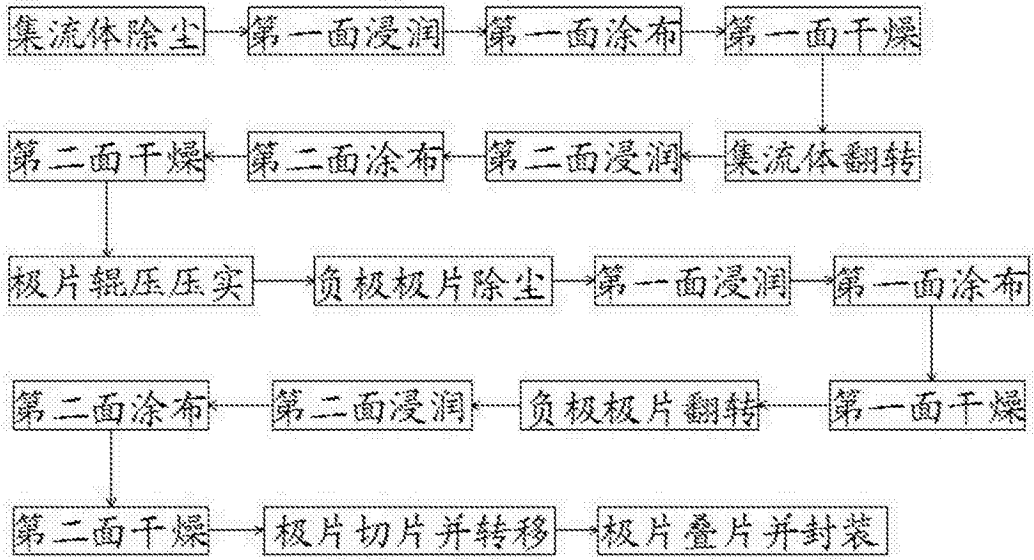 集流体除尘 第一面浸润 第一面涂布 第一面干燥
第二面干燥 第二面涂布 第二面浸润 集流体翻转
极片辊压压实 负极极片除尘 第一面浸润 第一面涂布
第二面涂布 第二面浸润 负极极片翻转 第一面干燥
第二面干燥 极片切片并转移 极片叠片并封装